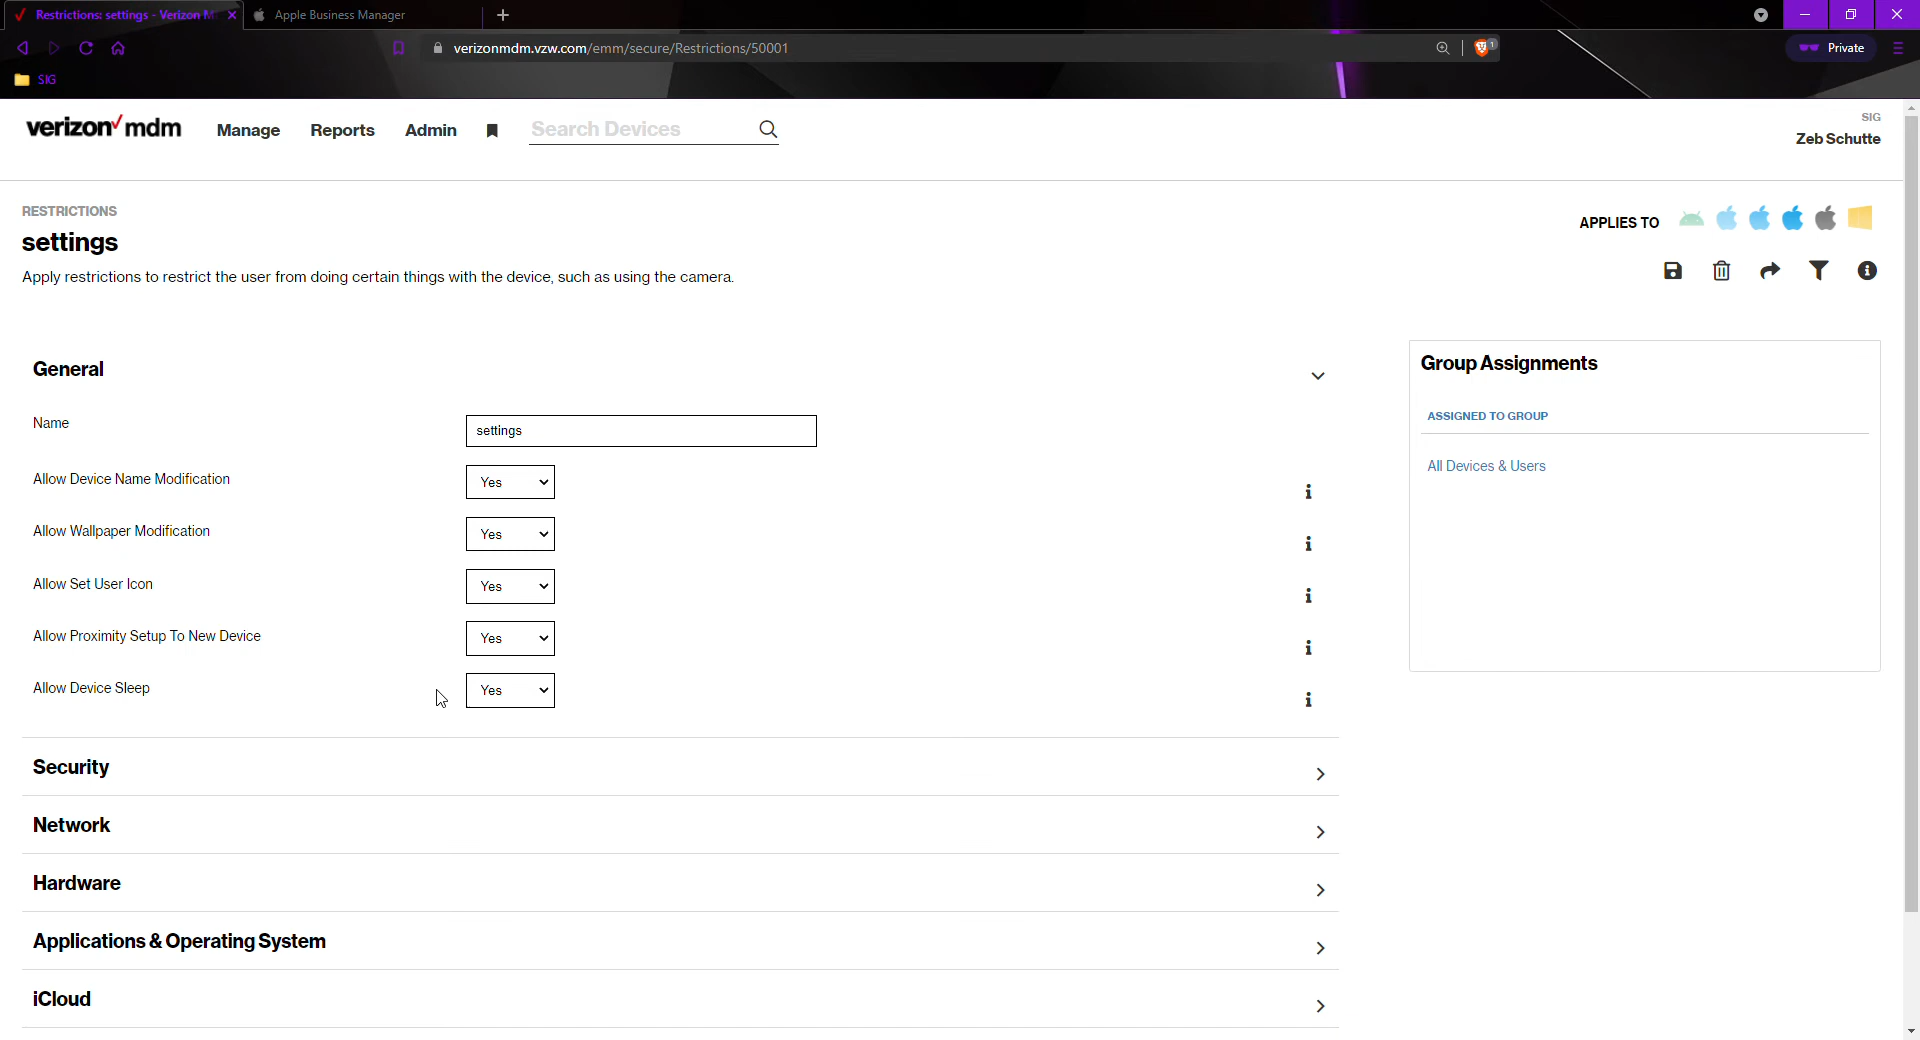 Restrictions: settings - Verizon M
Apple Business Manager
verizonmdm.vzw.com/emm/secure/Restrictions/50001
1
Private
SIG
verizon mdm
Manage
Reports
Admin
Search Devices
SIG
Zeb Schutte
RESTRICTIONS
settings
Apply restrictions to restrict the user from doing certain things with the device, such as using the camera.
APPLIES TO
General
Name
settings
Allow Device Name Modification
Yes
Allow Wallpaper Modification
Yes
Allow Set User Icon
Yes
Allow Proximity Setup To New Device
Yes
Allow Device Sleep
Yes
Security
Network
Hardware
Applications & Operating System
iCloud
Group Assignments
ASSIGNED TO GROUP
All Devices & Users